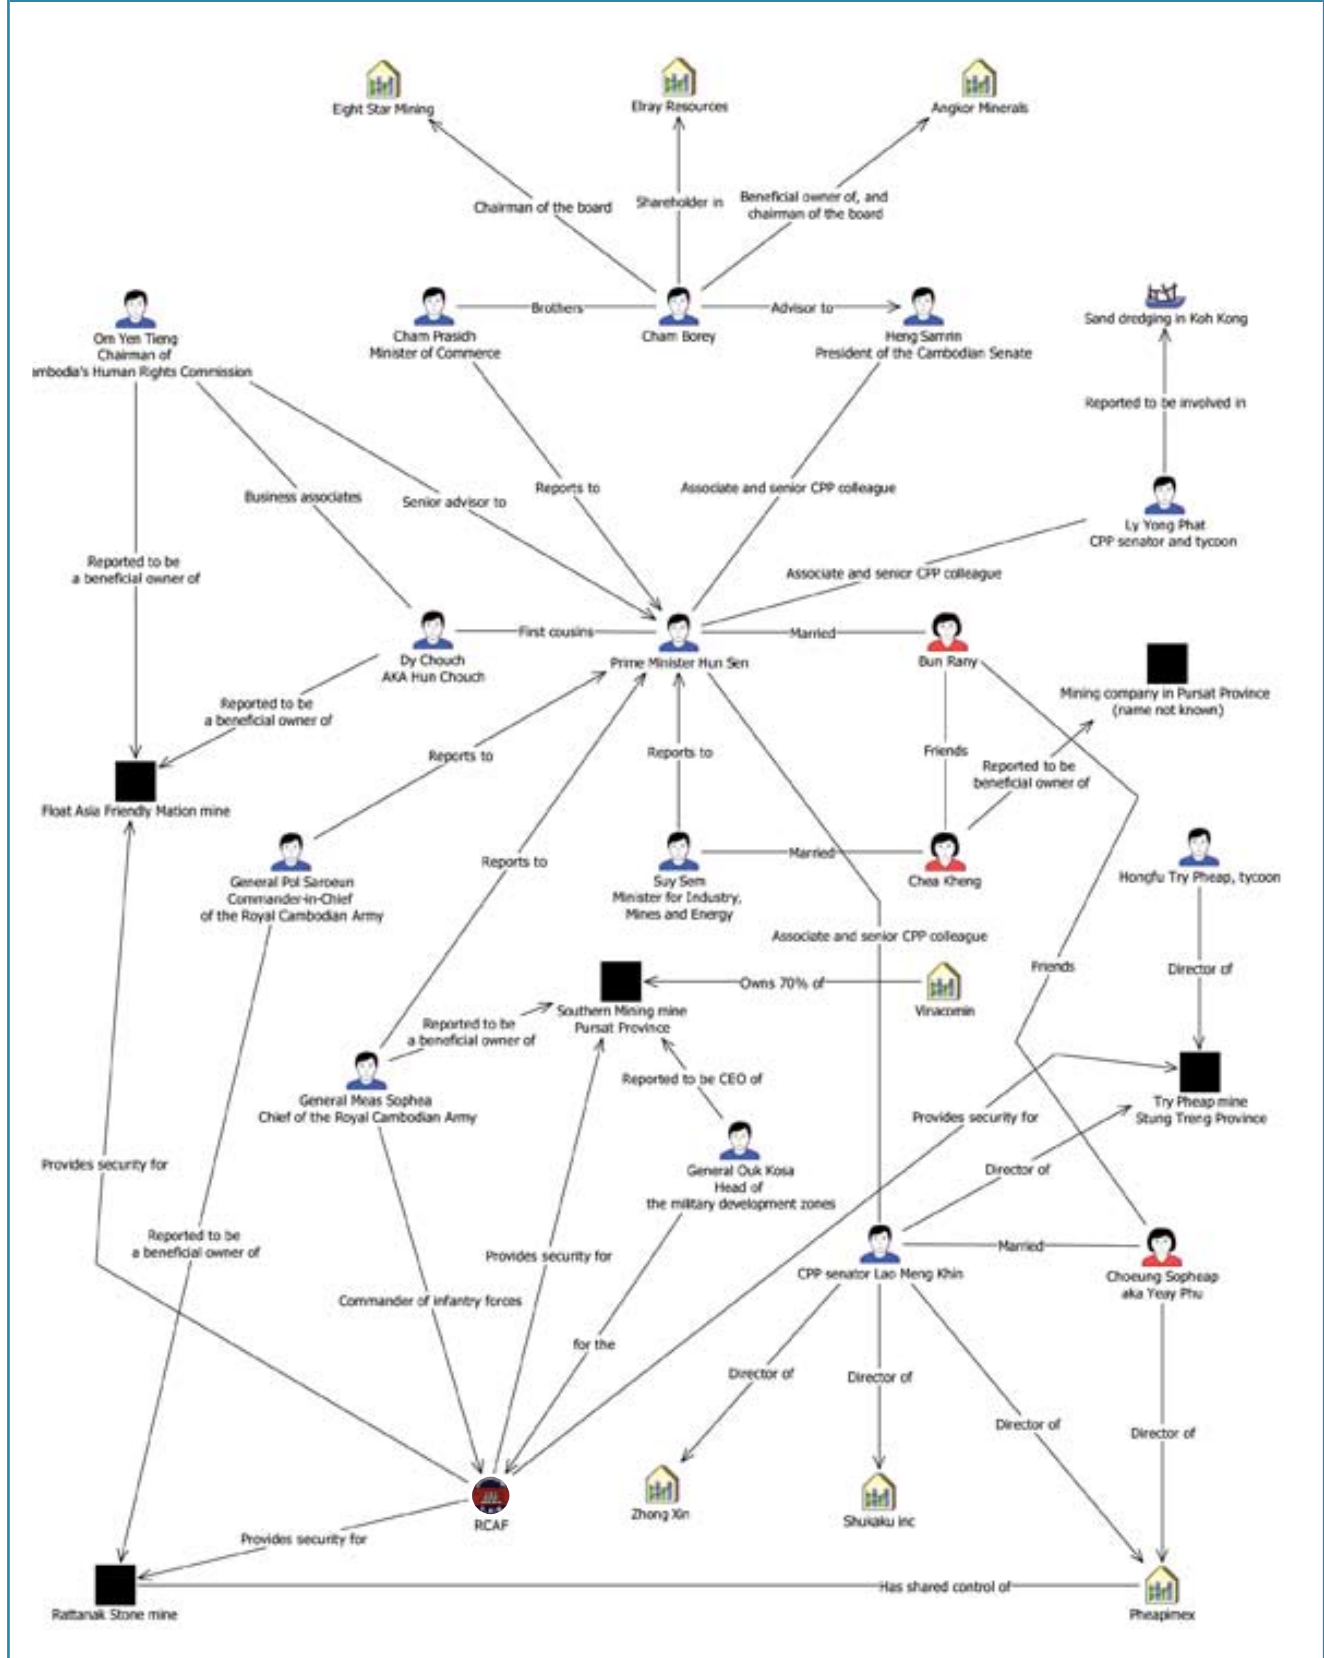 Eight Star Mining
Elray Resources
Angkor Minerals
Chairman of the board
Shareholder in
Beneficial owner of, and
chairman of the board
Om Yen Tieng
Chairman of
ambodia's Human Rights Commission
Cham Prasidh
Minister of Commerce
Brothers
Cham Borey
Advisor to
Heng Samrin
President of the Cambodian Senate
Sand dredging in Koh Kong
Reported to be involved in
Ly Yong Phat
CPP senator and tycoon
Business associates
Senior advisor to
Reports to
Associate and senior CPP colleague
Reported to be
a beneficial owner of
Associate and senior CPP colleague
Dy Chouch
AKA Hun Chouch
First cousins
Prime Minister Hun Sen
Married
Bun Rany
Mining company in Pursat Province
(name not known)
Reported to be
a beneficial owner of
Reports to
Reports to
Friends
Reported to be
beneficial owner of
Float Asia Friendly Mation mine
General Pol Saroeun
Commander-in-Chief
of the Royal Cambodian Army
Reports to
Suy Sem
Minister for Industry,
Mines and Energy
Married
Chea Kheng
Hongfu Try Pheap, tycoon
Associate and senior CPP colleague
Friends
Director of
Southern Mining mine
Pursat Province
Owns 70% of
Vinacomin
Reported to be
a beneficial owner of
General Meas Sophea
Chief of the Royal Cambodian Army
Reported to be CEO of
Provides security for
Try Pheap mine
Stung Treng Province
Provides security for
General Ouk Kosa
Head of
the military development zones
Director of
Reported to be
a beneficial owner of
Provides security for
CPP senator Lao Meng Khin
Married
Choeung Sopheap
aka Yeay Phu
Commander of infantry forces
for the
Director of
Director of
Director of
Director of
RCAF
Zhong Xin
Shukaku inc
Provides security for
Rattanak Stone mine
Has shared control of
Pheapimex